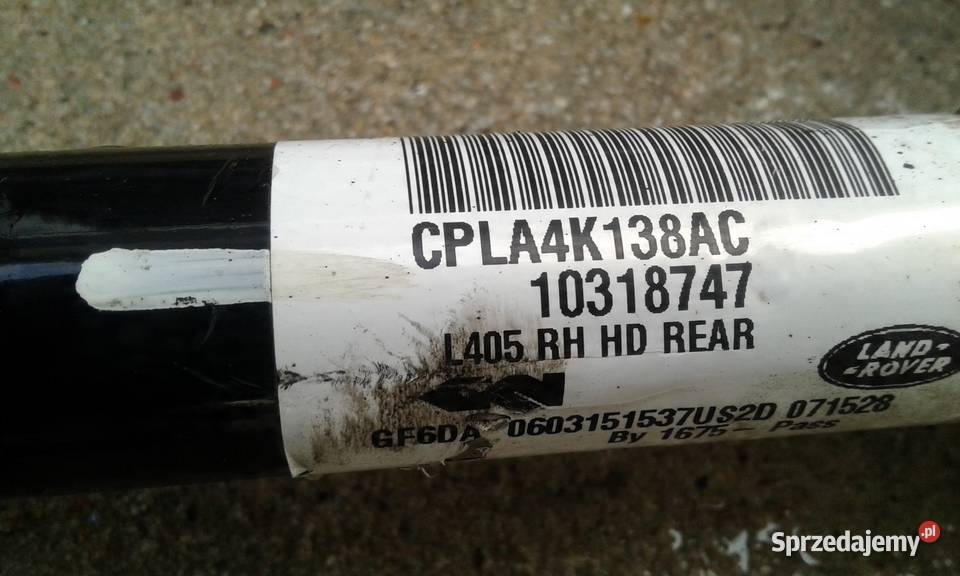 CPLA4K138AC
10318747
L405 RH HD REAR
LAND-
-ROVER
GF6DA 0603151537US2D 071528
By 1675 - Pass
Sprzedajemy.pl